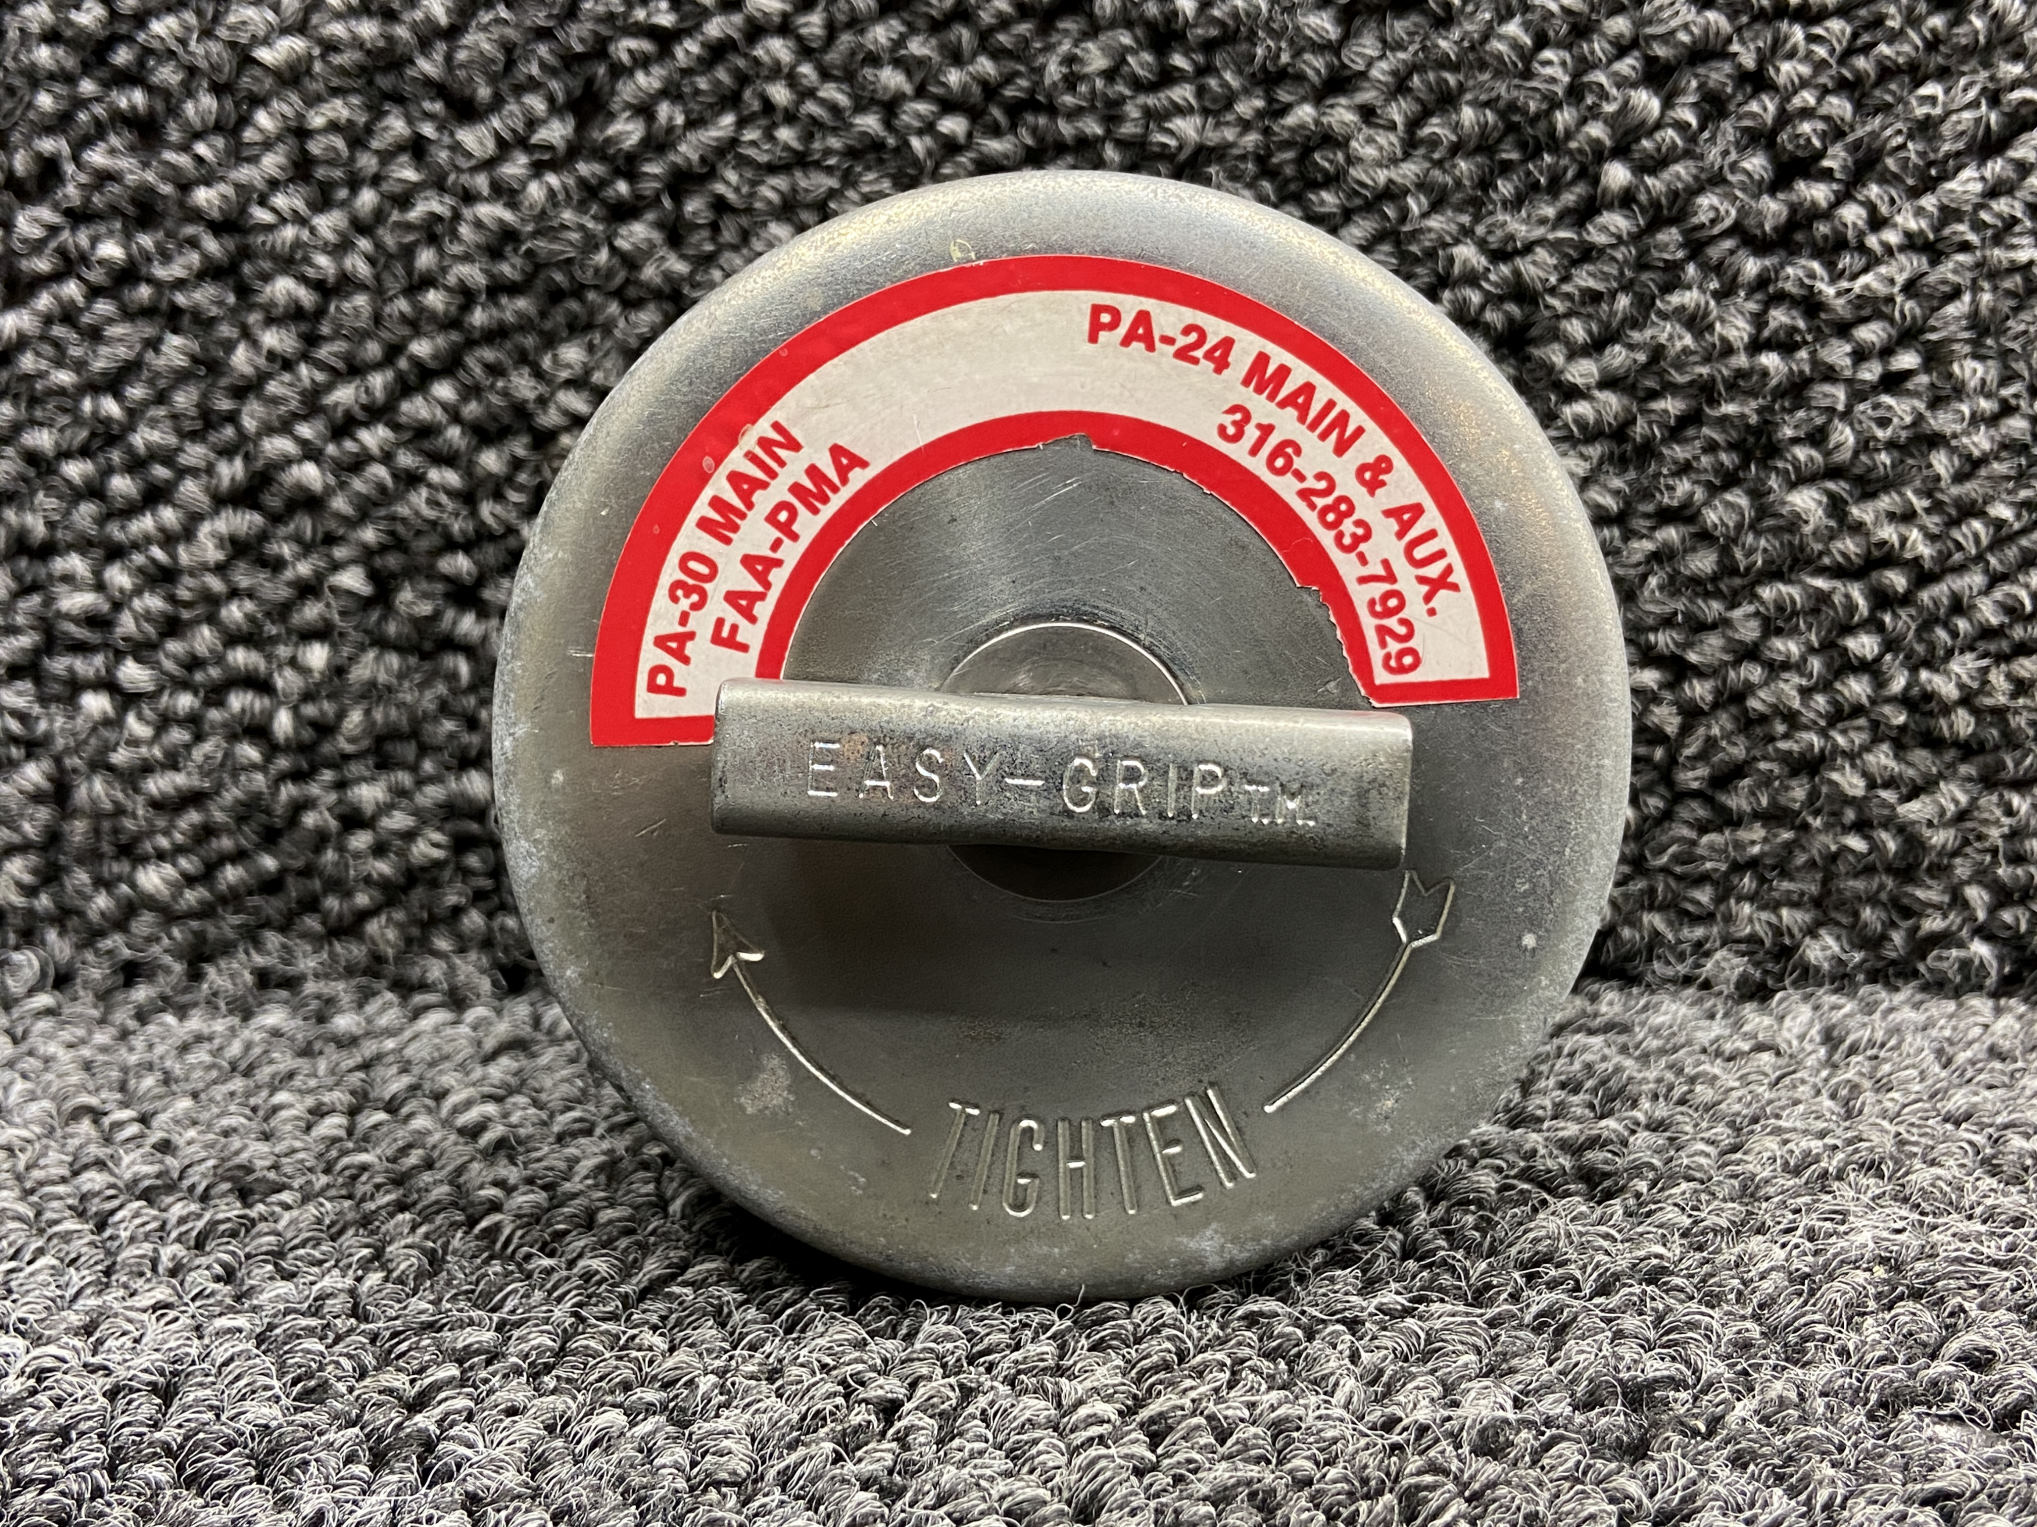 PA-30 MAIN
FAA-PMA
PA-24 MAIN & AUX.
316-283-7929
EASY-GRIP T.M.
TIGHTEN